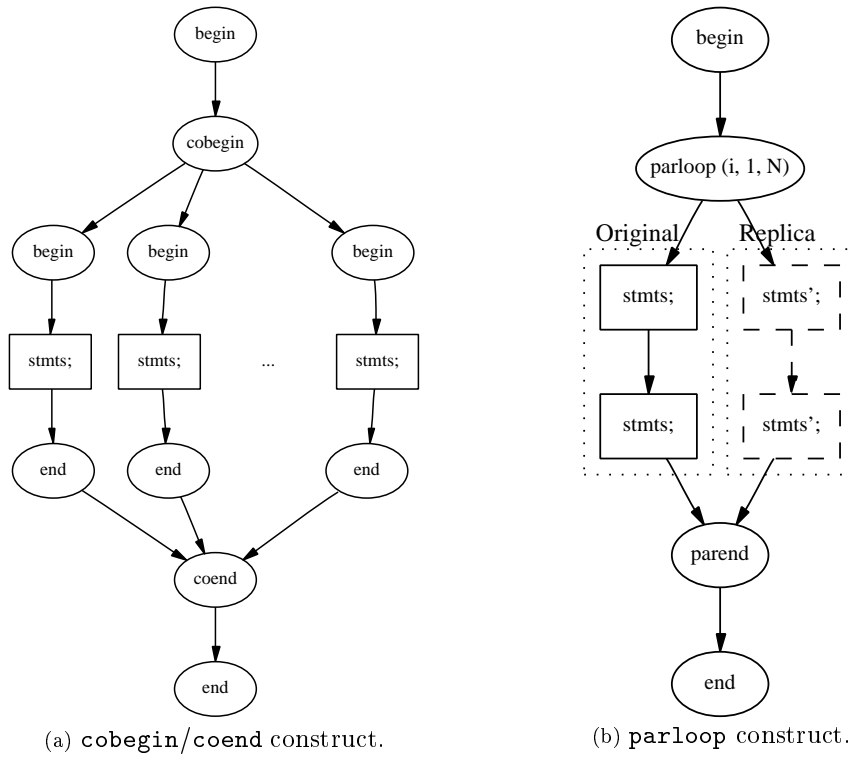 begin
cobegin
begin begin begin
stmts; stmts; ... stmts;
end end end
coend
end
(a) cobegin/coend construct.
begin
parloop (i, 1, N)
Original Replica
stmts; stmts';
stmts; stmts';
parend
end
(b) parloop construct.